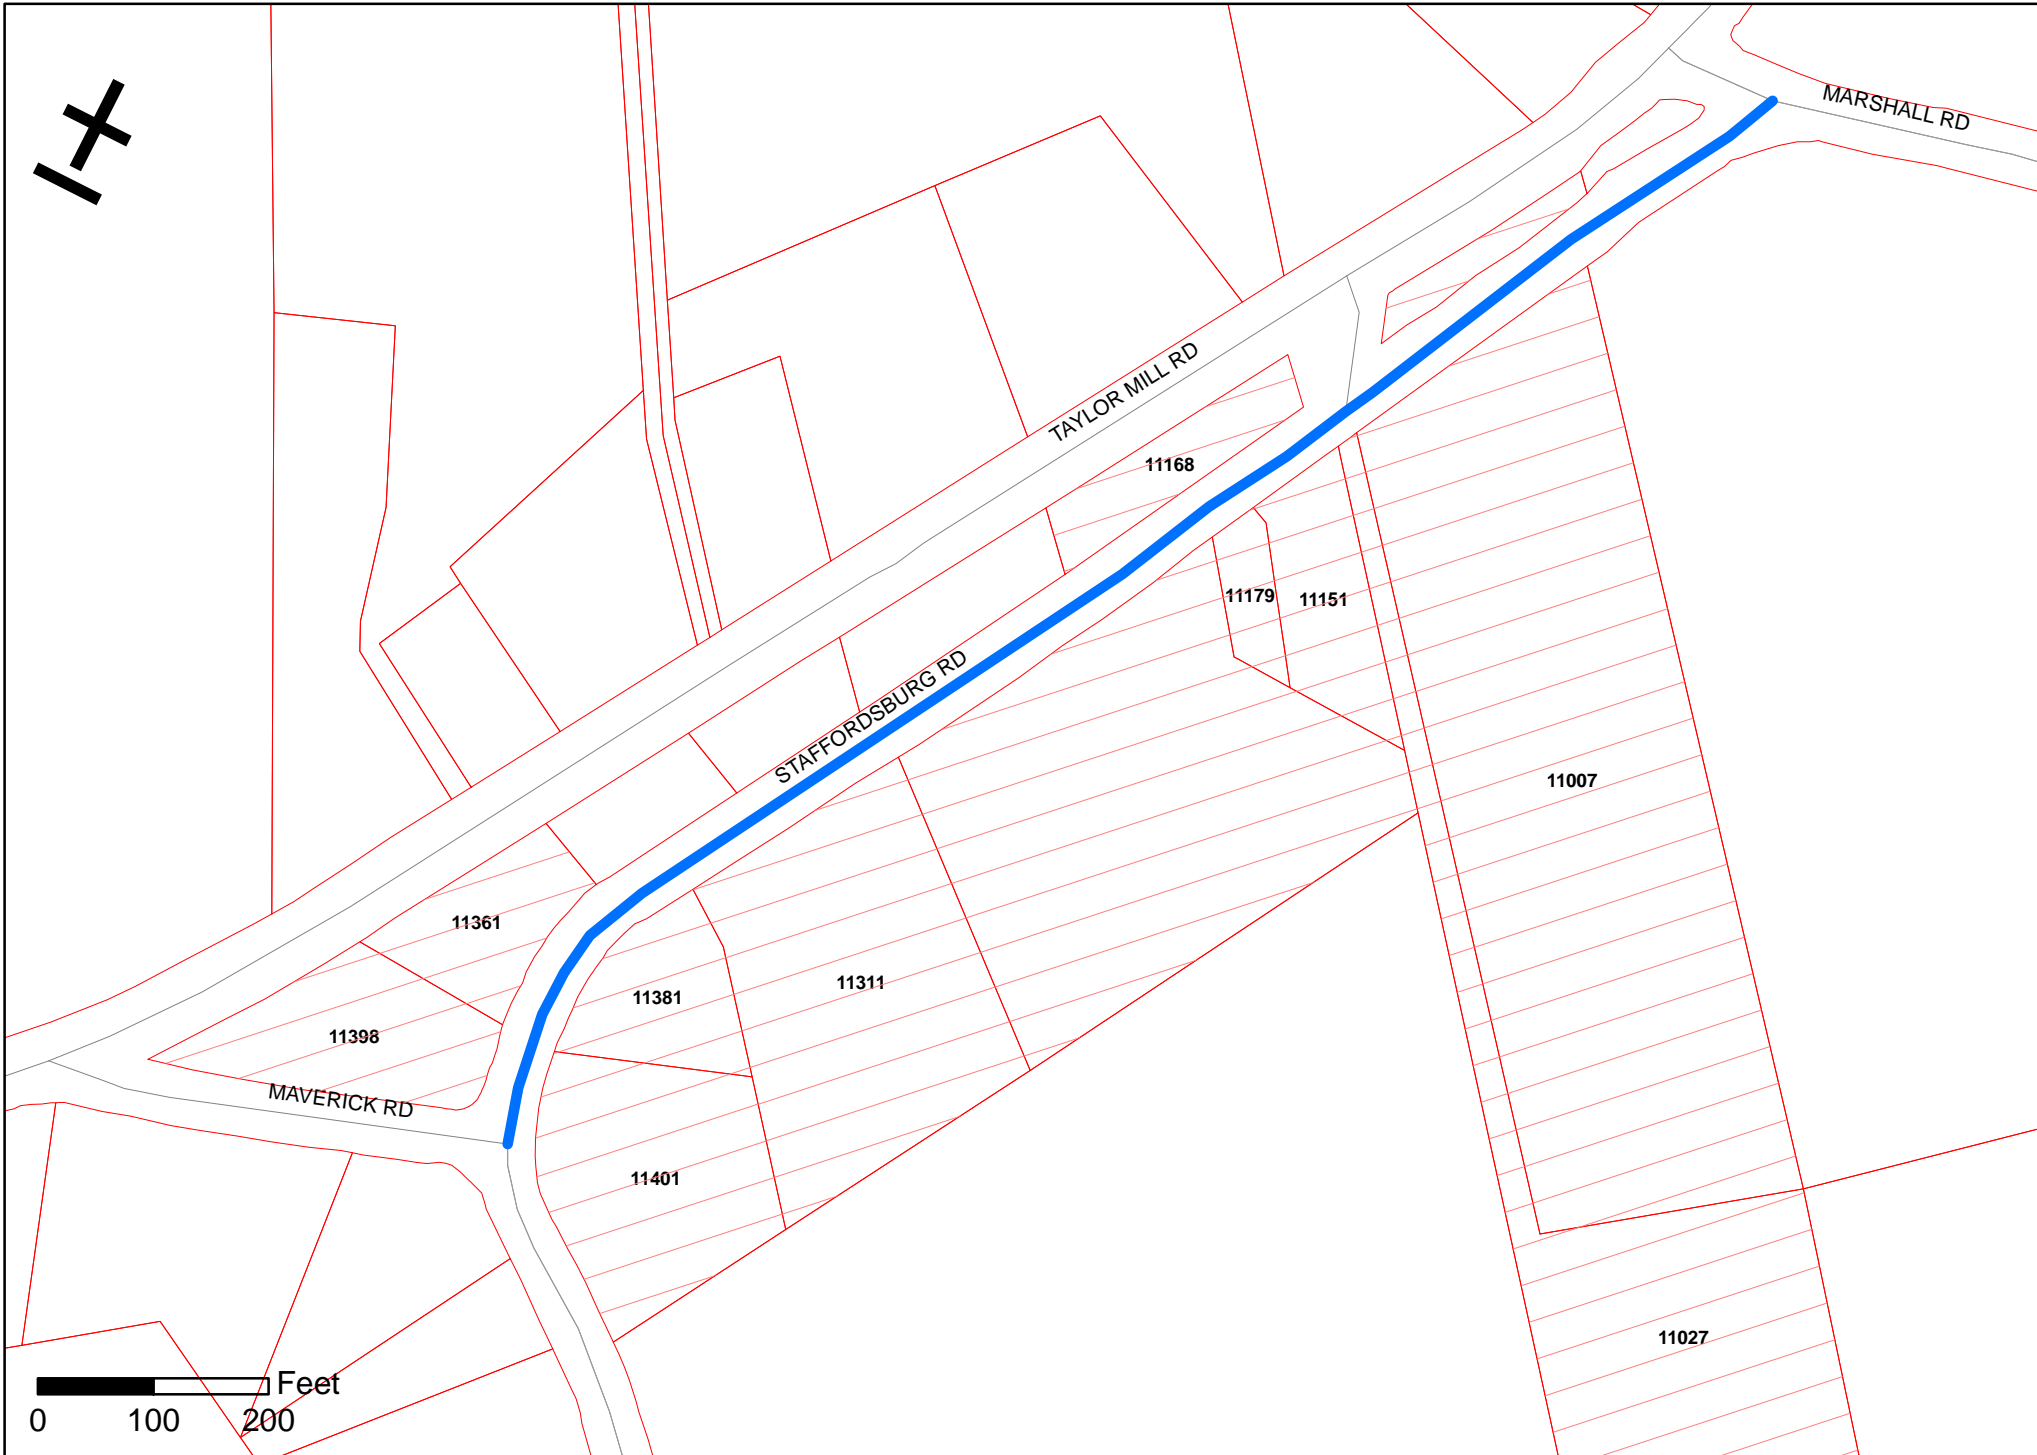 MARSHALL RD
TAYLOR MILL RD
11168
11179
11151
STAFFORDSBURG RD
11007
11361
11381
11311
11398
MAVERICK RD
11401
11027
Feet
0 100 200